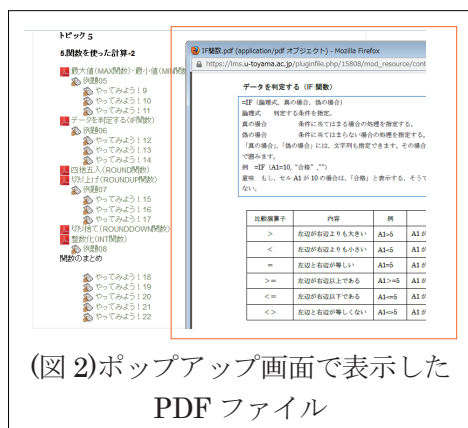 トピック 5
5.関数を使った計算-2
最大値(MAX関数)・最小値(MIN関数
例題05
やってみよう！9
やってみよう！10
やってみよう！11
データを判定する(IF関数)
例題06
やってみよう！12
やってみよう！13
やってみよう！14
四捨五入(ROUND関数)
切り上げ(ROUNDUP関数)
例題07
やってみよう！15
やってみよう！16
やってみよう！17
切り捨て(ROUNDDOWN関数)
整数化(INT関数)
例題08
関数のまとめ
やってみよう！18
やってみよう！19
やってみよう！20
やってみよう！21
やってみよう！22
IF関数.pdf (application/pdf オブジェクト) - Mozilla Firefox
https://lms.u-toyama.ac.jp/pluginfile.php/15808/mod_resource/cont
データを判定する（IF 関数）
=IF（論理式，真の場合，偽の場合）
論理式 判定する条件を指定。
真の場合 条件に当てはまる場合の処理を指定する。
偽の場合 条件に当てはまらない場合の処理を指定する。
「真の場合」，「偽の場合」には、文字列も指定できます。その場合
で囲みます。
例 =IF（A1=10, “合格” ,””）
意味 もし、セル A1 が 10 の場合は、「合格」と表示する、そうで
ない。
比較演算子 内容 例
＞ 左辺が右辺よりも大きい A1>5 A1 が
＜ 左辺が右辺よりも小さい A1<5 A1 が
＝ 左辺と右辺が等しい A1=5 A1 が
＞＝ 左辺が右辺以上である A1＞=5 A1 が
＜＝ 左辺が右辺以下である A1<=5 A1 が
＜＞ 左辺と右辺が等しくない A1<>5 A1 が
(図 2)ポップアップ画面で表示した
PDF ファイル